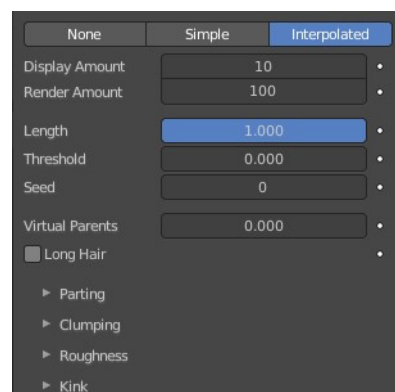 None Simple Interpolated
Display Amount 10
Render Amount 100
Length 1.000
Threshold 0.000
Seed 0
Virtual Parents 0.000
Long Hair
Parting
Clumping
Roughness
Kink